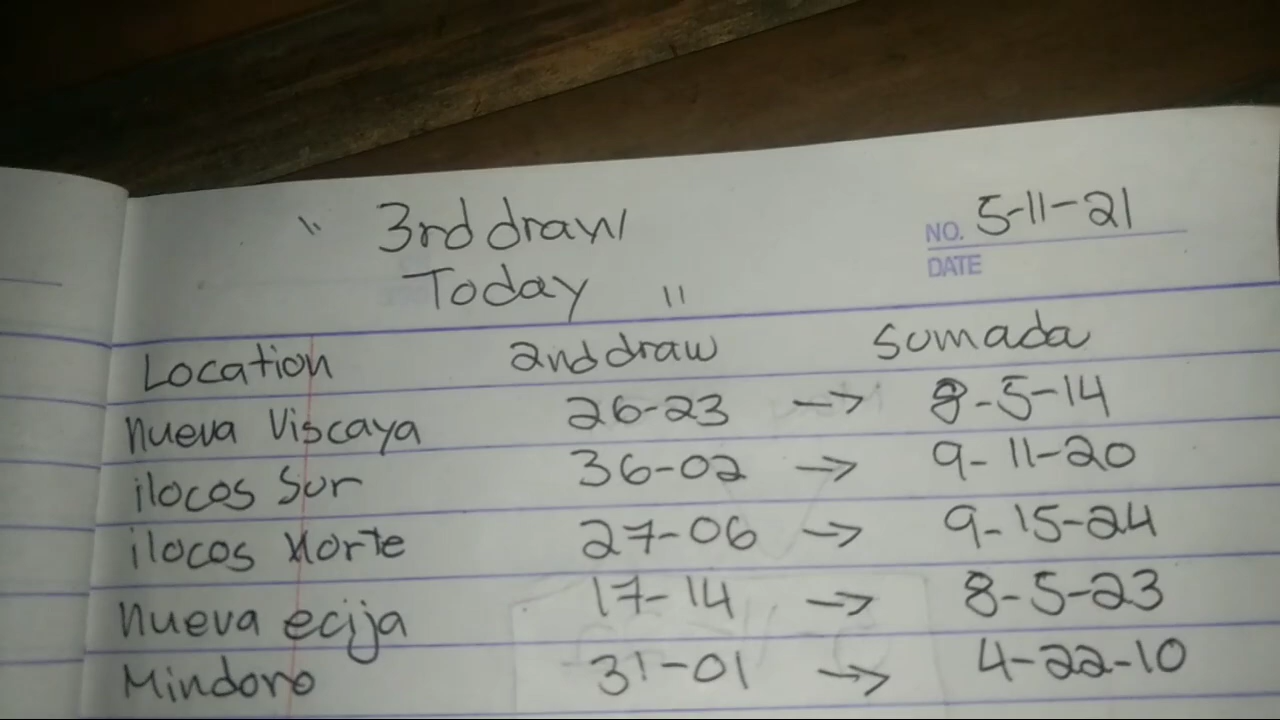 " 3rd draw
NO. 5-11-21
Today "
DATE
Location 2nd draw Sumada
Nueva Viscaya 26-23 → 8-5-14
ilocos Sur 36-02 → 9-11-20
ilocos Norte 27-06 → 9-15-24
Nueva ecija 17-14 → 8-5-23
Mindoro 31-01 → 4-22-10